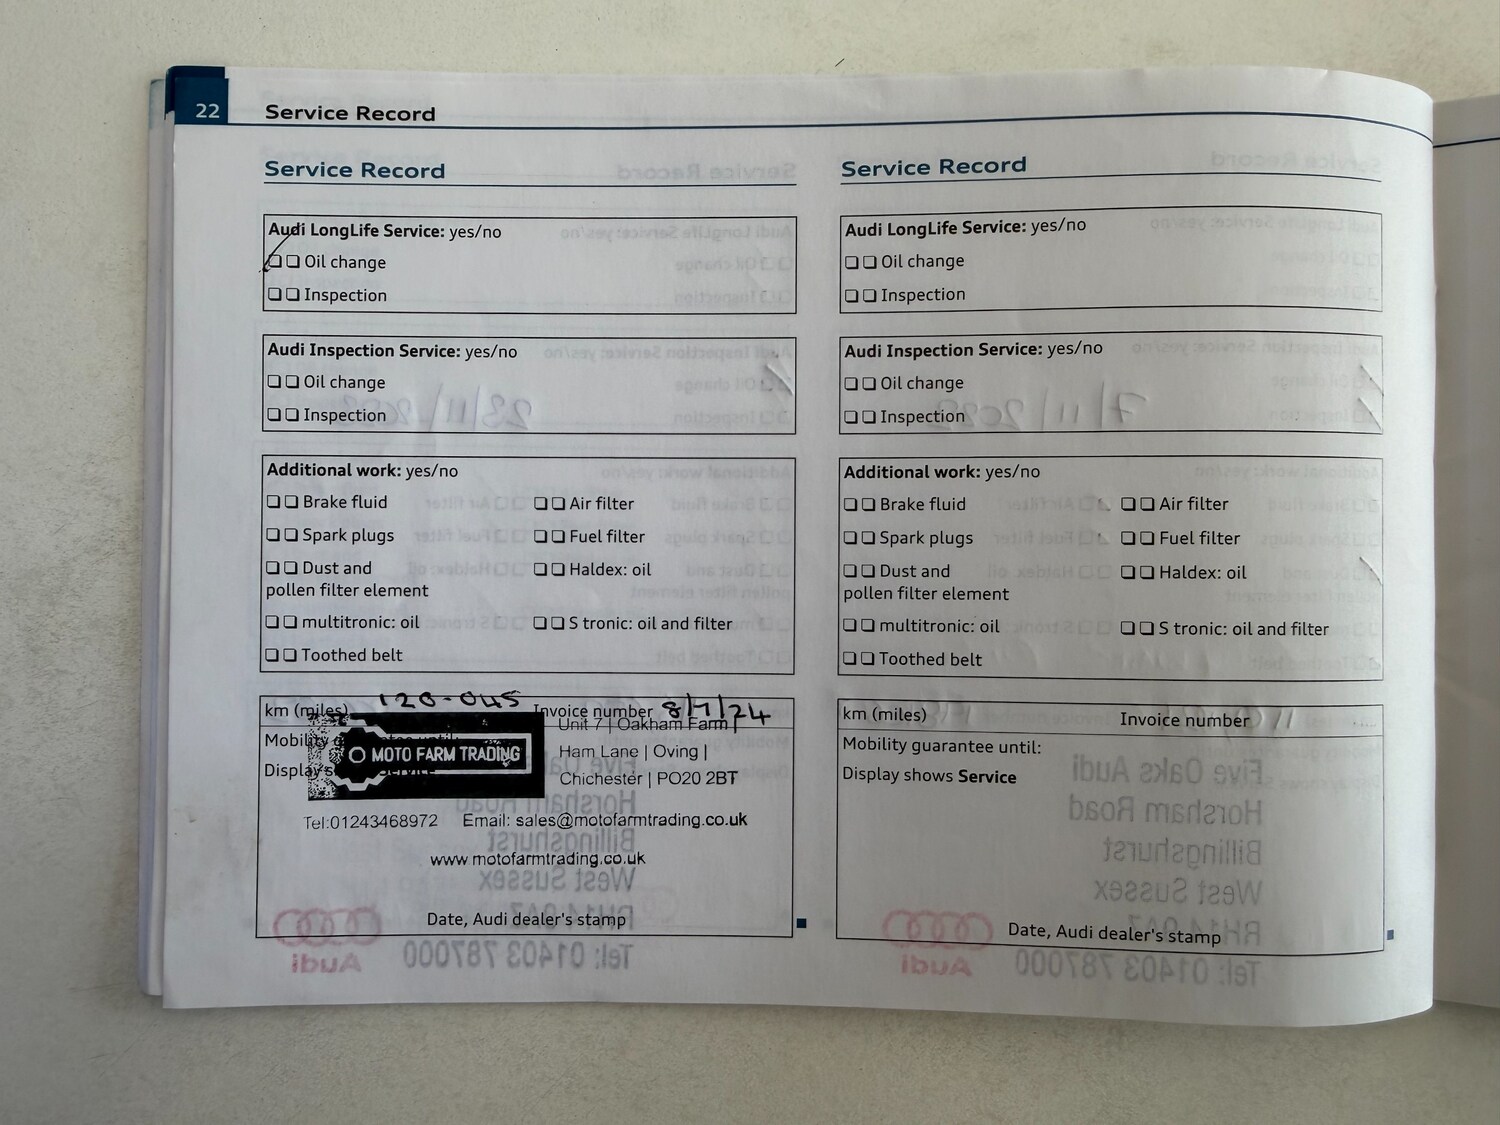 22 Service Record
Service Record
Audi LongLife Service: yes/no
Oil change
Inspection
Audi Inspection Service: yes/no
Oil change
Inspection
Additional work: yes/no
Brake fluid Air filter
Spark plugs Fuel filter
Dust and Haldex: oil
pollen filter element
multitronic: oil S tronic: oil and filter
Toothed belt
km (miles) 120-045 Invoice number 8/1/24
Unit 7 | Oakham Farm |
MOTO FARM TRADING
Ham Lane | Oving |
Chichester | PO20 2BT
Tel:01243468972 Email: sales@motofarmtrading.co.uk
www motofarmtrading.co.uk
Date, Audi dealer's stamp
Service Record
Audi LongLife Service: yes/no
Oil change
Inspection
Audi Inspection Service: yes/no
Oil change
Inspection
Additional work: yes/no
Brake fluid Air filter
Spark plugs Fuel filter
Dust and Haldex: oil
pollen filter element
multitronic: oil S tronic: oil and filter
Toothed belt
km (miles) Invoice number
Mobility guarantee until:
Display shows Service
Date, Audi dealer's stamp